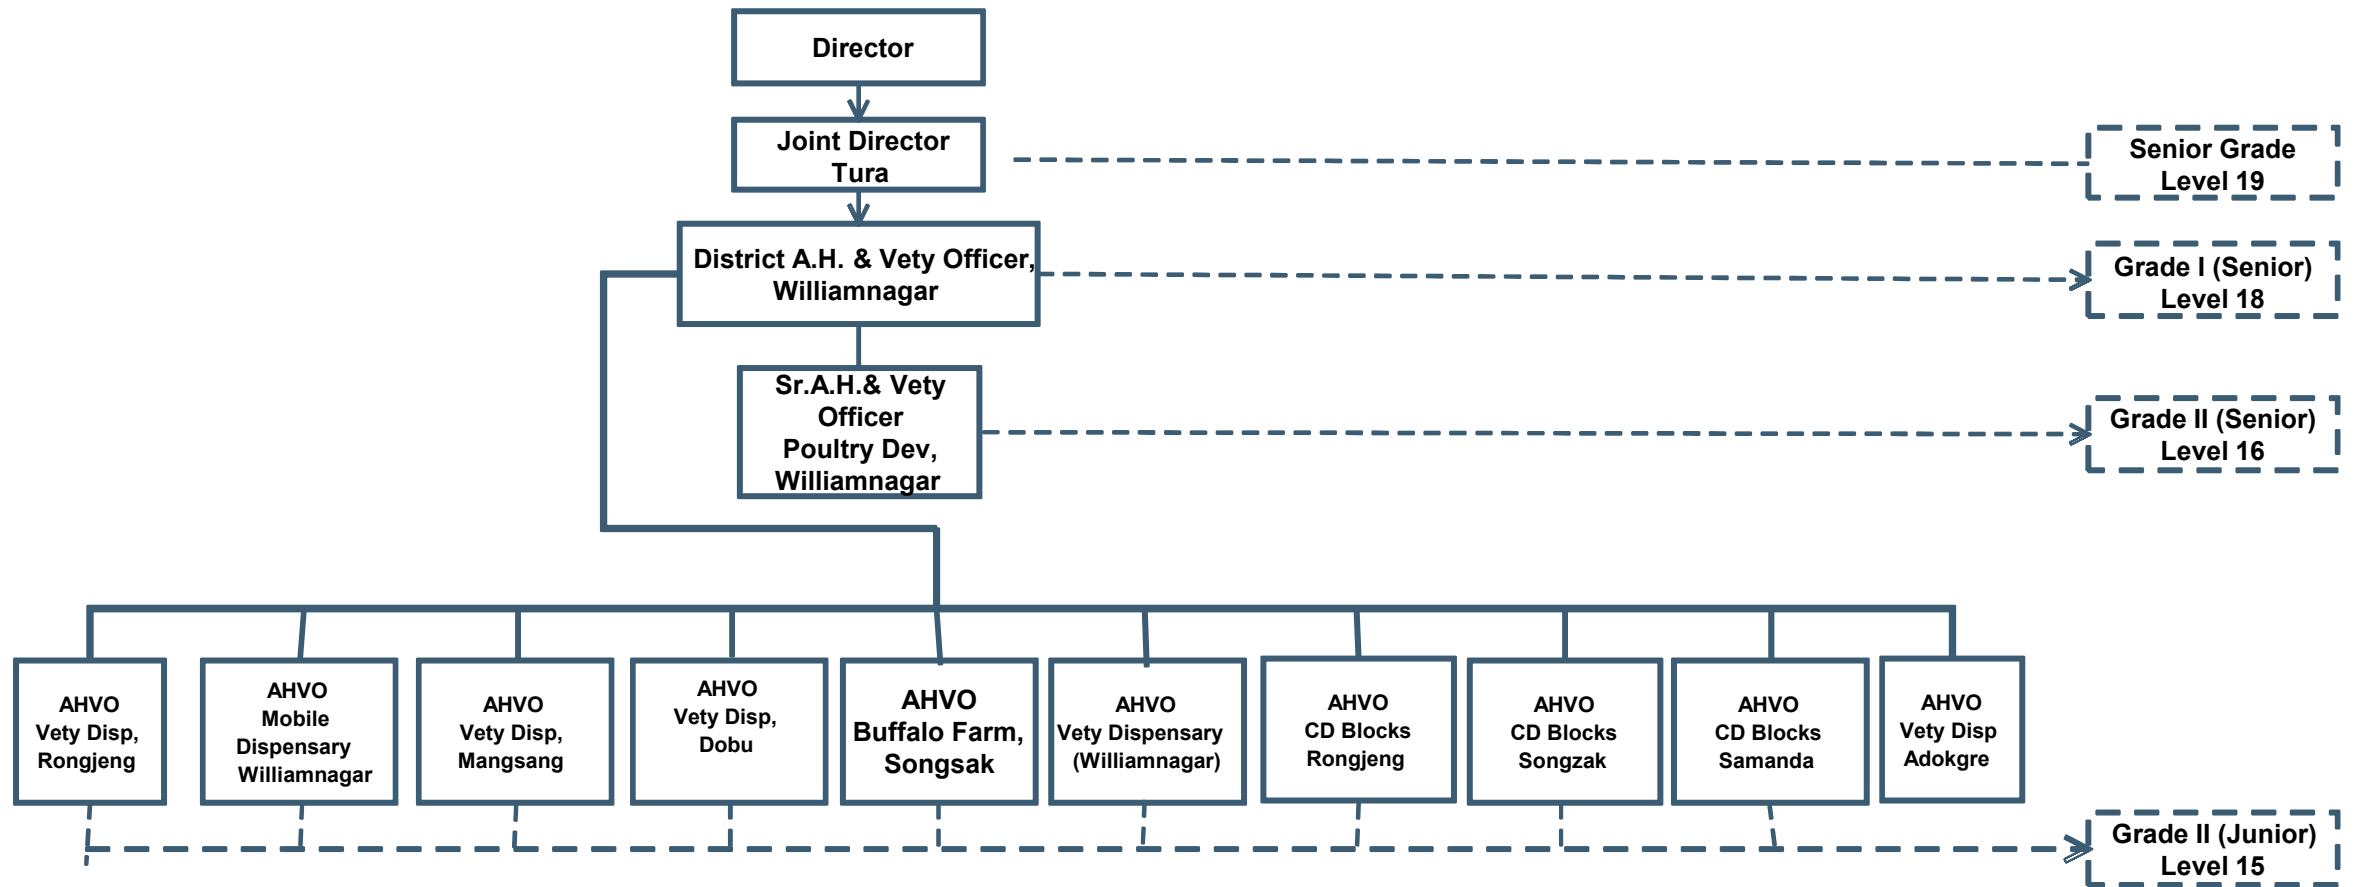 Director
Joint Director
Tura
Senior Grade
Level 19
District A.H. & Vety Officer,
Williamnagar
Grade I (Senior)
Level 18
Sr.A.H.& Vety
Officer
Poultry Dev,
Williamnagar
Grade II (Senior)
Level 16
AHVO
Vety Disp,
Rongjeng
AHVO
Mobile
Dispensary
Williamnagar
AHVO
Vety Disp,
Mangsang
AHVO
Vety Disp,
Dobu
AHVO
Buffalo Farm,
Songsak
AHVO
Vety Dispensary
(Williamnagar)
AHVO
CD Blocks
Rongjeng
AHVO
CD Blocks
Songzak
AHVO
CD Blocks
Samanda
AHVO
Vety Disp
Adokgre
Grade II (Junior)
Level 15